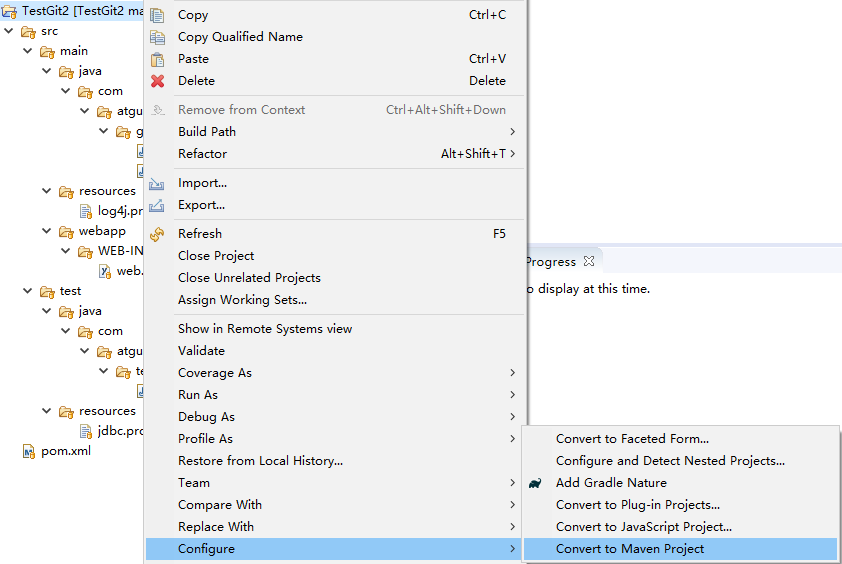 TestGit2 [TestGit2 ma
src
main
java
com
atgu
g
resources
log4j.pr
webapp
WEB-IN
web.
test
java
com
atgu
te
resources
jdbc.pro
pom.xml
Copy Ctrl+C
Copy Qualified Name
Paste Ctrl+V
Delete Delete
Remove from Context Ctrl+Alt+Shift+Down
Build Path
Refactor Alt+Shift+T
Import...
Export...
Refresh F5
Close Project
Close Unrelated Projects
Assign Working Sets...
Show in Remote Systems view
Validate
Coverage As
Run As
Debug As
Profile As
Restore from Local History...
Team
Compare With
Replace With
Configure
Progress
o display at this time.
Convert to Faceted Form...
Configure and Detect Nested Projects...
Add Gradle Nature
Convert to Plug-in Projects...
Convert to JavaScript Project...
Convert to Maven Project